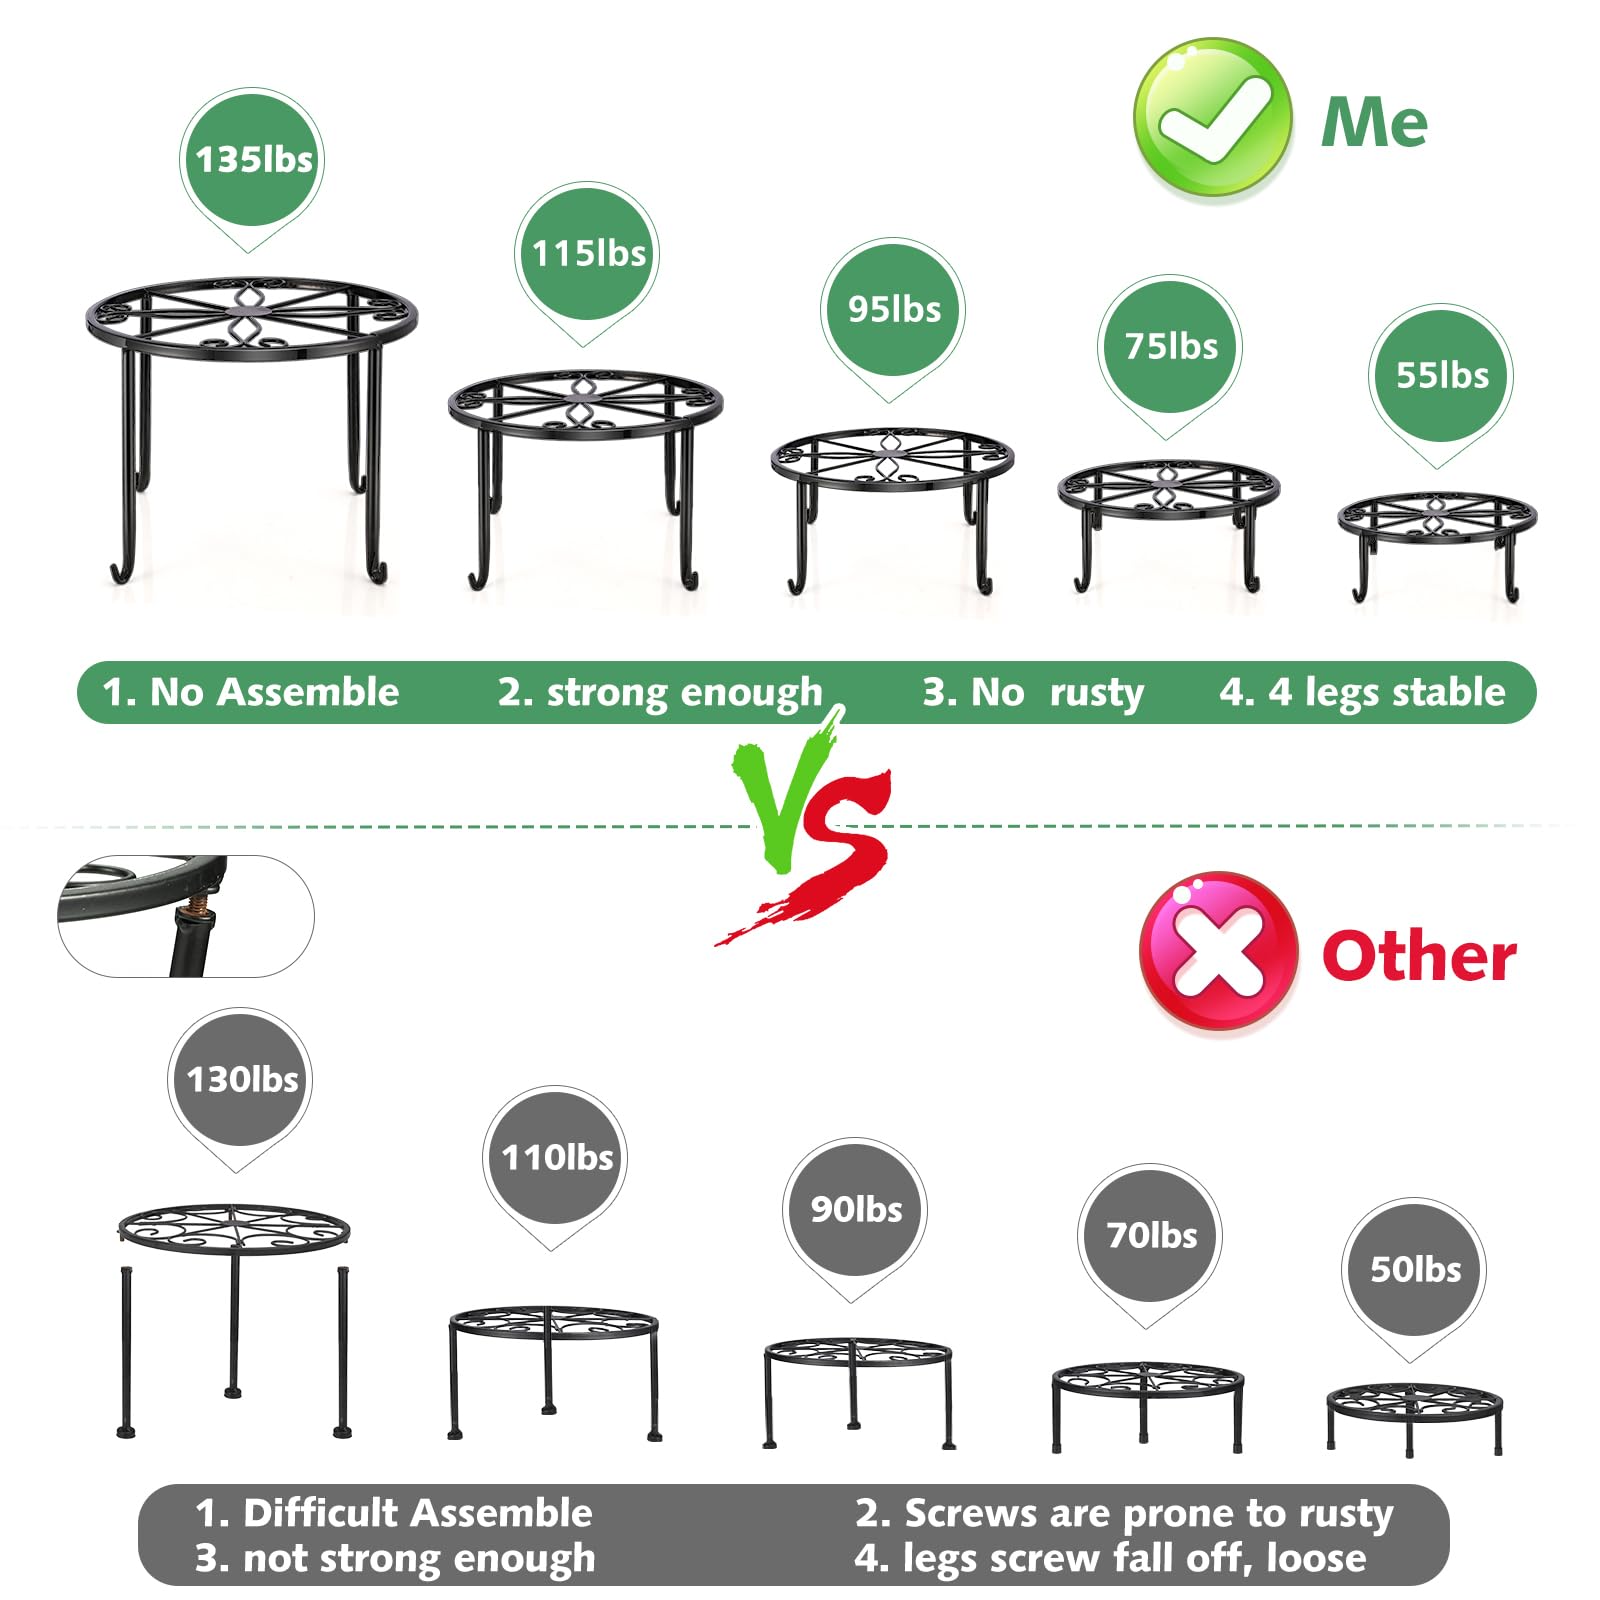 Me
135lbs
115lbs
95lbs
75lbs
55lbs
1. No Assemble 2. strong enough 3. No rusty 4. 4 legs stable
VS
Other
130lbs
110lbs
90lbs
70lbs
50lbs
1. Difficult Assemble 2. Screws are prone to rusty
3. not strong enough 4. legs screw fall off, loose